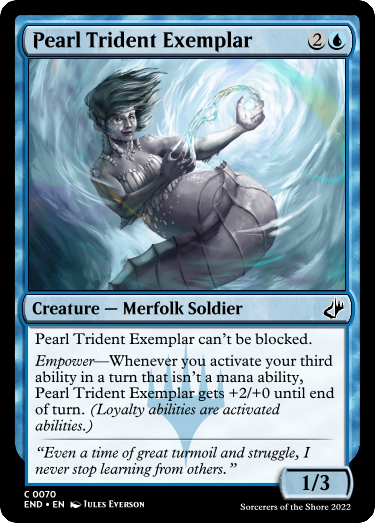 Pearl Trident Exemplar 2
Creature — Merfolk Soldier
Pearl Trident Exemplar can't be blocked.
Empower—Whenever you activate your third
ability in a turn that isn't a mana ability,
Pearl Trident Exemplar gets +2/+0 until end
of turn. (Loyalty abilities are activated
abilities.)
“Even a time of great turmoil and struggle, I
never stop learning from others.”
1/3
C 0070
END • EN Jules Everson
Sorcerers of the Shore 2022